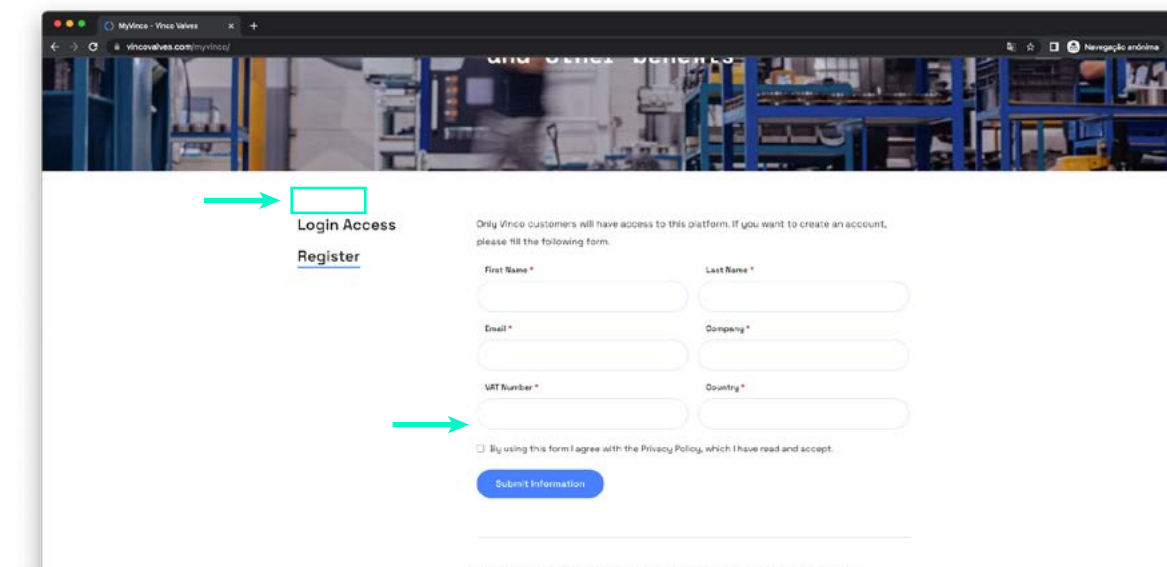 MyVinco - Vinco Valves
vincovalves.com/myvinco/
Navegação anónima
and other benefits
Login Access
Register
Only Vinco customers will have access to this platform. If you want to create an account,
please fill the following form.
First Name *
Last Name *
Email *
Company *
VAT Number *
Country *
By using this form I agree with the Privacy Policy, which I have read and accept.
Submit Information